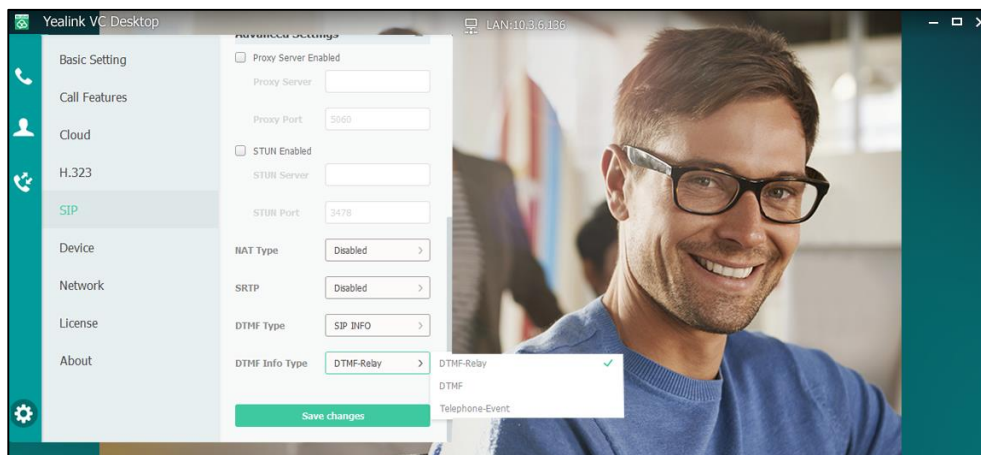 Yealink VC Desktop
LAN:10.3.6.136
Basic Setting
Call Features
Cloud
H.323
SIP
Device
Network
License
About
Advanced Settings
Proxy Server Enabled
Proxy Server
Proxy Port 5060
STUN Enabled
STUN Server
STUN Port 3478
NAT Type Disabled
SRTP Disabled
DTMF Type SIP INFO
DTMF Info Type DTMF-Relay
DTMF-Relay
DTMF
Telephone-Event
Save changes